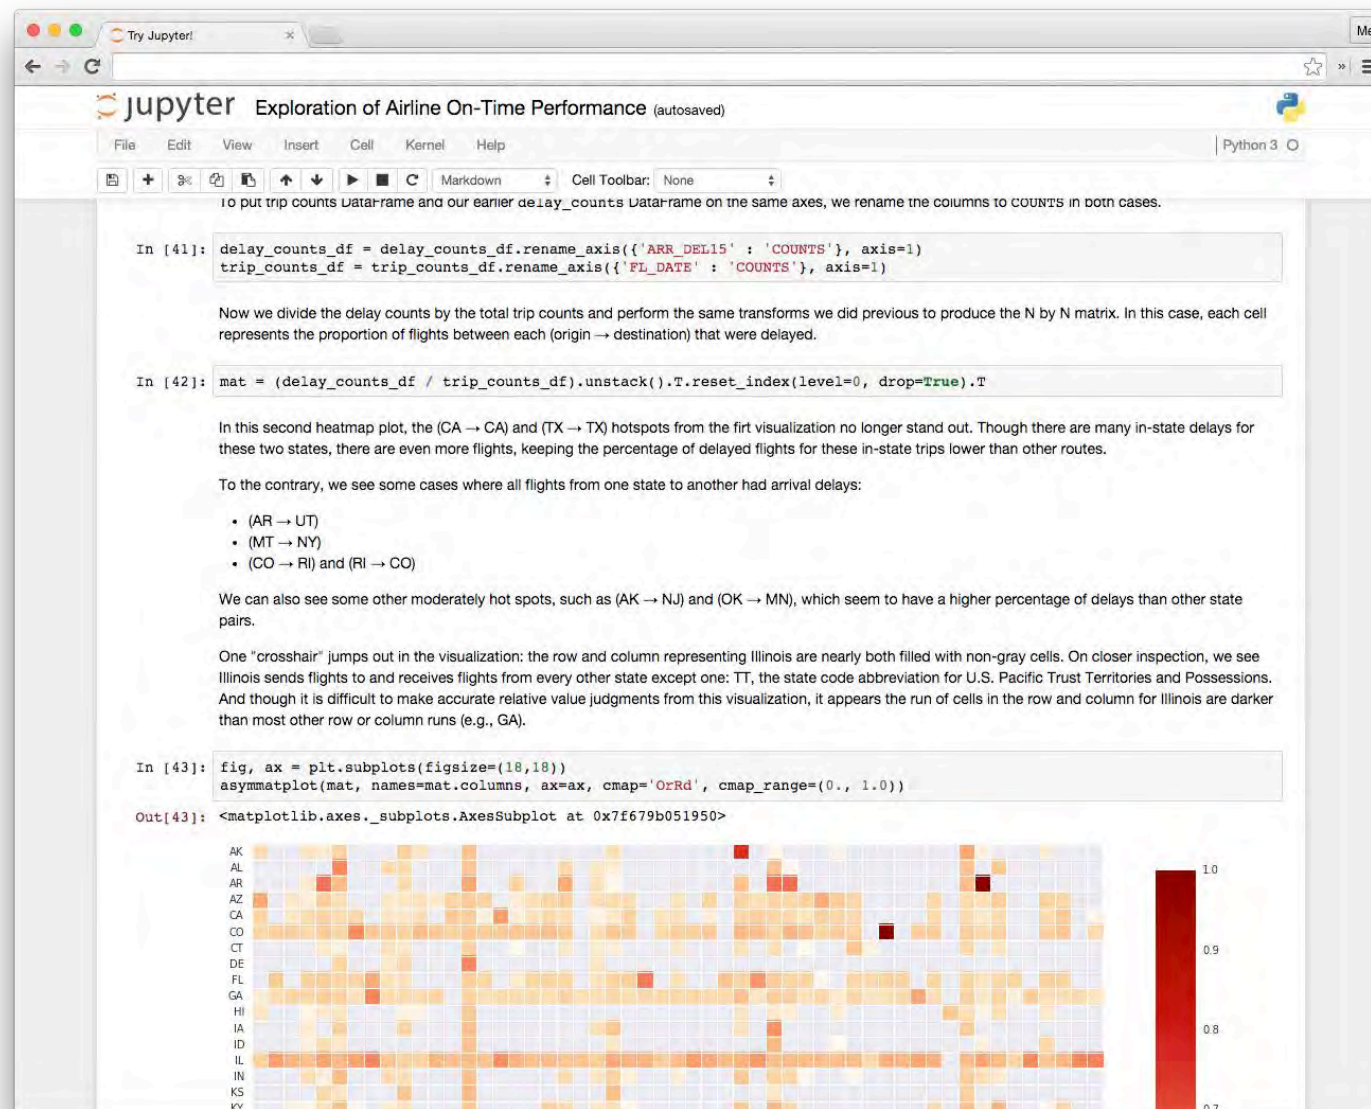 Try Jupyter!
Me
jupyter Exploration of Airline On-Time Performance (autosaved)
File Edit View Insert Cell Kernel Help
Python 3
Markdown Cell Toolbar: None
To put trip counts DataFrame and our earlier delay_counts DataFrame on the same axes, we rename the columns to COUNTS in both cases.
In [41]: delay_counts_df = delay_counts_df.rename_axis({'ARR_DEL15' : 'COUNTS'}, axis=1)
trip_counts_df = trip_counts_df.rename_axis({'FL_DATE' : 'COUNTS'}, axis=1)
Now we divide the delay counts by the total trip counts and perform the same transforms we did previous to produce the N by N matrix. In this case, each cell
represents the proportion of flights between each (origin → destination) that were delayed.
In [42]: mat = (delay_counts_df / trip_counts_df).unstack().T.reset_index(level=0, drop=True).T
In this second heatmap plot, the (CA → CA) and (TX → TX) hotspots from the firt visualization no longer stand out. Though there are many in-state delays for
these two states, there are even more flights, keeping the percentage of delayed flights for these in-state trips lower than other routes.
To the contrary, we see some cases where all flights from one state to another had arrival delays:
• (AR → UT)
• (MT → NY)
• (CO → RI) and (RI → CO)
We can also see some other moderately hot spots, such as (AK → NJ) and (OK → MN), which seem to have a higher percentage of delays than other state
pairs.
One "crosshair" jumps out in the visualization: the row and column representing Illinois are nearly both filled with non-gray cells. On closer inspection, we see
Illinois sends flights to and receives flights from every other state except one: TT, the state code abbreviation for U.S. Pacific Trust Territories and Possessions.
And though it is difficult to make accurate relative value judgments from this visualization, it appears the run of cells in the row and column for Illinois are darker
than most other row or column runs (e.g., GA).
In [43]: fig, ax = plt.subplots(figsize=(18,18))
asymmatplot(mat, names=mat.columns, ax=ax, cmap='OrRd', cmap_range=(0., 1.0))
Out[43]: <matplotlib.axes._subplots.AxesSubplot at 0x7f679b051950>
AK
AL
AR
AZ
CA
CO
CT
DE
FL
GA
HI
IA
ID
IL
IN
KS
KY
1.0
0.9
0.8
0.7